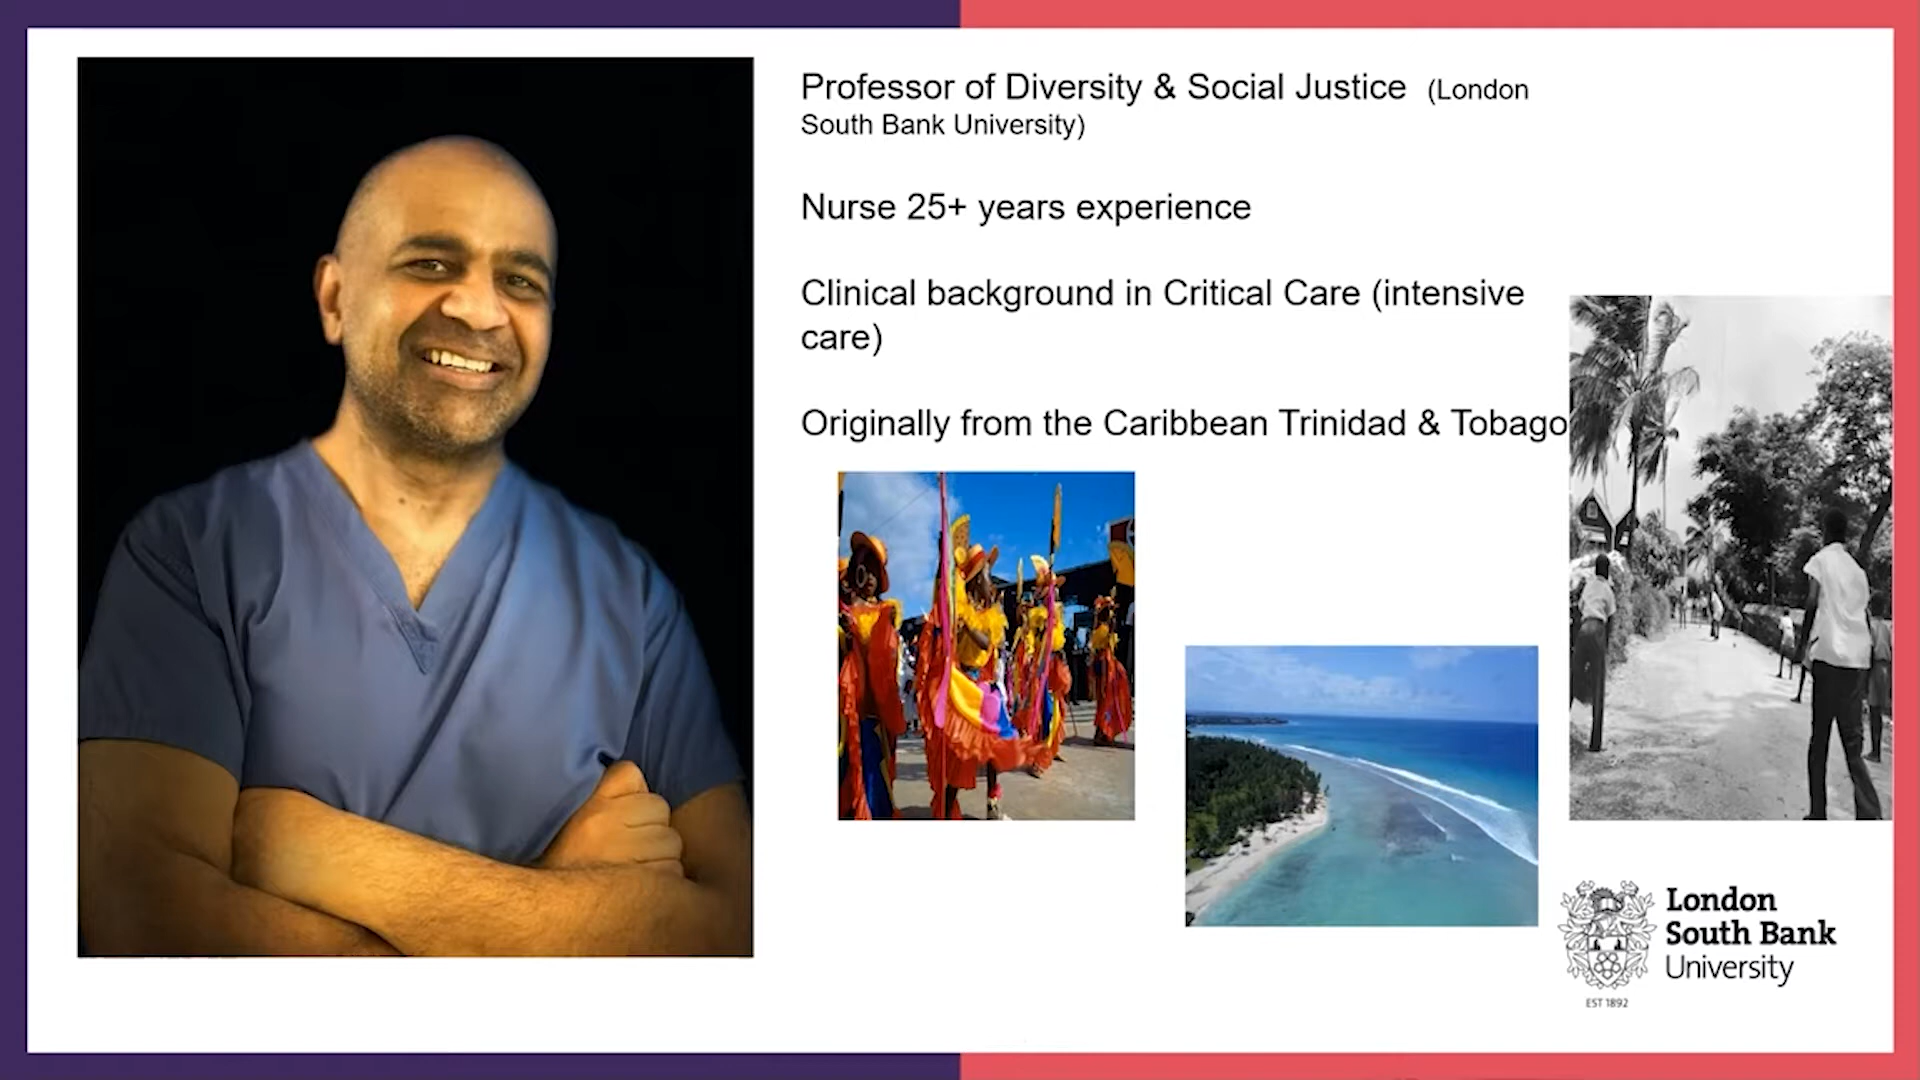 Professor of Diversity & Social Justice (London
South Bank University)
Nurse 25+ years experience
Clinical background in Critical Care (intensive
care)
Originally from the Caribbean Trinidad & Tobago
London
South Bank
University
EST 1892